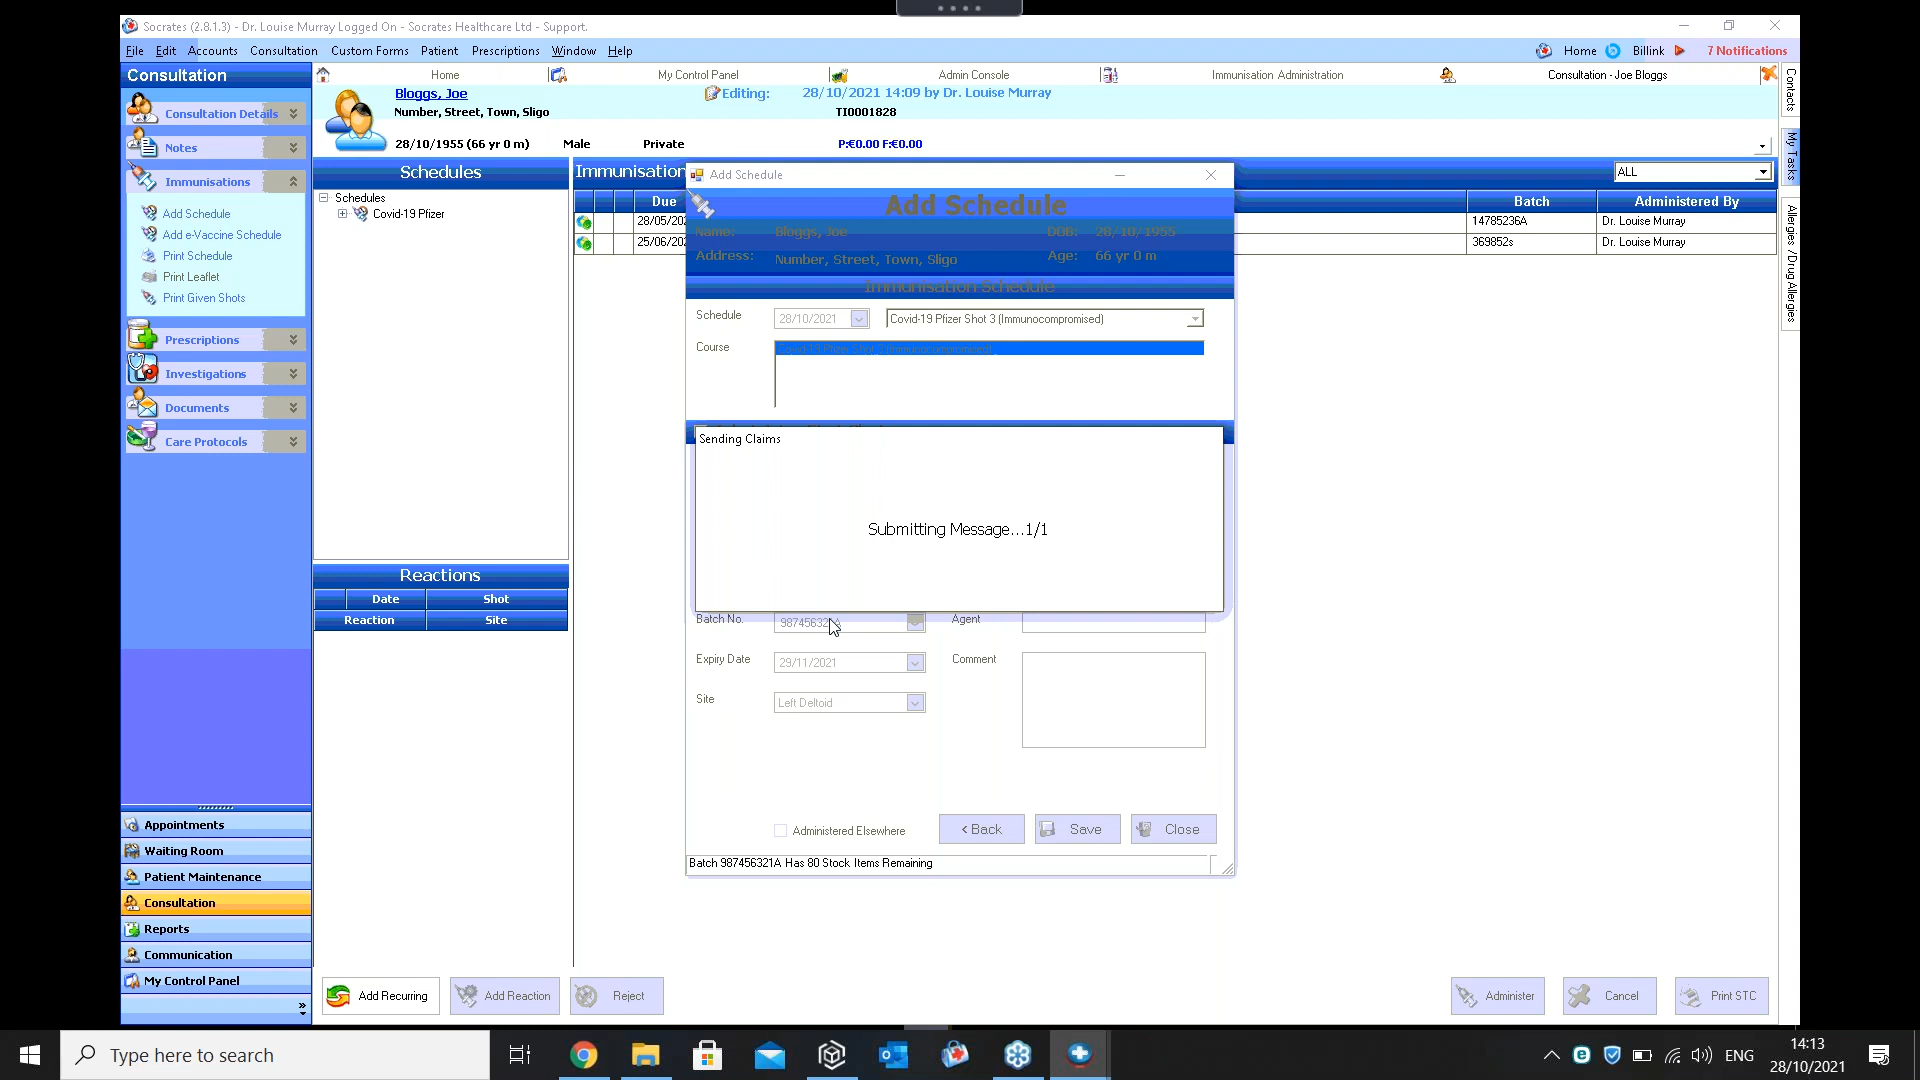 Socrates (2.8.1.3) - Dr. Louise Murray Logged On - Socrates Healthcare Ltd - Support.
File Edit Accounts Consultation Custom Forms Patient Prescriptions Window Help
Home Billink 7 Notifications
Consultation
Home My Control Panel Admin Console Immunisation Administration Consultation - Joe Bloggs
Bloggs, Joe Editing: 28/10/2021 14:09 by Dr. Louise Murray
Number, Street, Town, Sligo TI0001828
28/10/1955 (66 yr 0 m) Male Private P:€0.00 F:€0.00
Contacts
My Tasks
Allergies / Drug Allergies
Consultation Details
Notes
Immunisations
Add Schedule
Add e-Vaccine Schedule
Print Schedule
Print Leaflet
Print Given Shots
Prescriptions
Investigations
Documents
Care Protocols
Appointments
Waiting Room
Patient Maintenance
Consultation
Reports
Communication
My Control Panel
Schedules
Schedules
Covid-19 Pfizer
Reactions
Date Shot
Reaction Site
Immunisation ALL
Due Batch Administered By
28/05/202 14785236A Dr. Louise Murray
25/06/202 369852s Dr. Louise Murray
Add Schedule
Add Schedule
Name: Bloggs, Joe DOB: 28/10/1955
Address: Number, Street, Town, Sligo Age: 66 yr 0 m
Immunisation Schedule
Schedule 28/10/2021 Covid-19 Pfizer Shot 3 (Immunocompromised)
Course Covid-19 Pfizer Shot 3 (Immunocompromised)
Sending Claims
Submitting Message...1/1
Batch No. 987456321A Agent
Expiry Date 29/11/2021 Comment
Site Left Deltoid
Administered Elsewhere < Back Save Close
Batch 987456321A Has 80 Stock Items Remaining
Add Recurring Add Reaction Reject Administer Cancel Print STC
Type here to search
ENG
14:13
28/10/2021